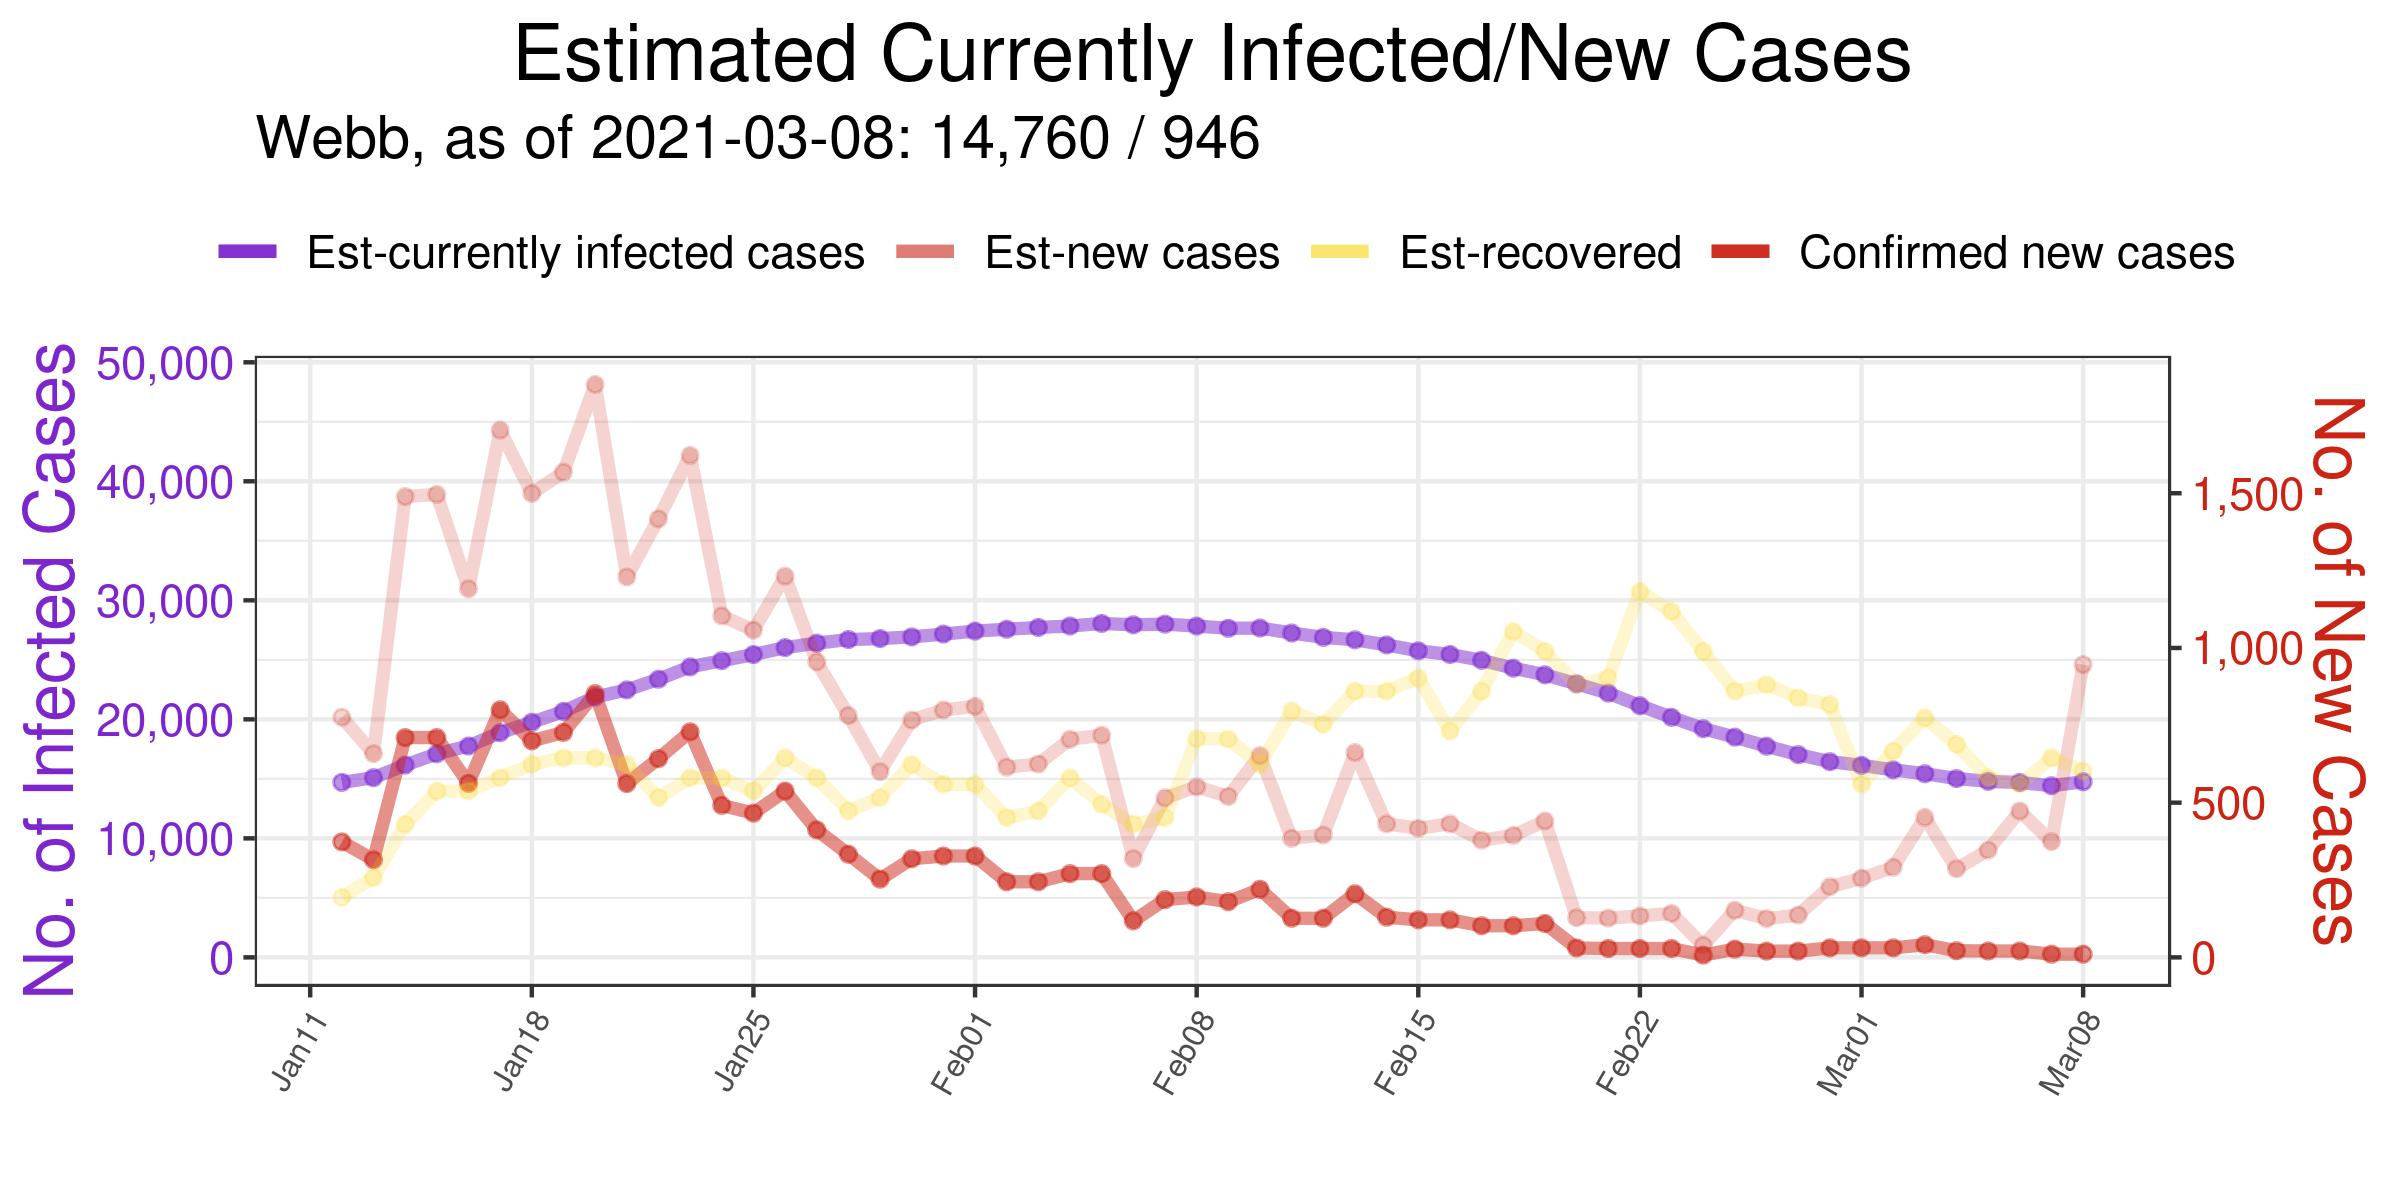 Estimated Currently Infected/New Cases
Webb, as of 2021-03-08: 14,760 / 946
Est-currently infected cases Est-new cases Est-recovered Confirmed new cases
No. of Infected Cases
50,000
40,000
30,000
20,000
10,000
0
1,500
1,000
500
0
No. of New Cases
Jan11 Jan18 Jan25 Feb01 Feb08 Feb15 Feb22 Mar01 Mar08